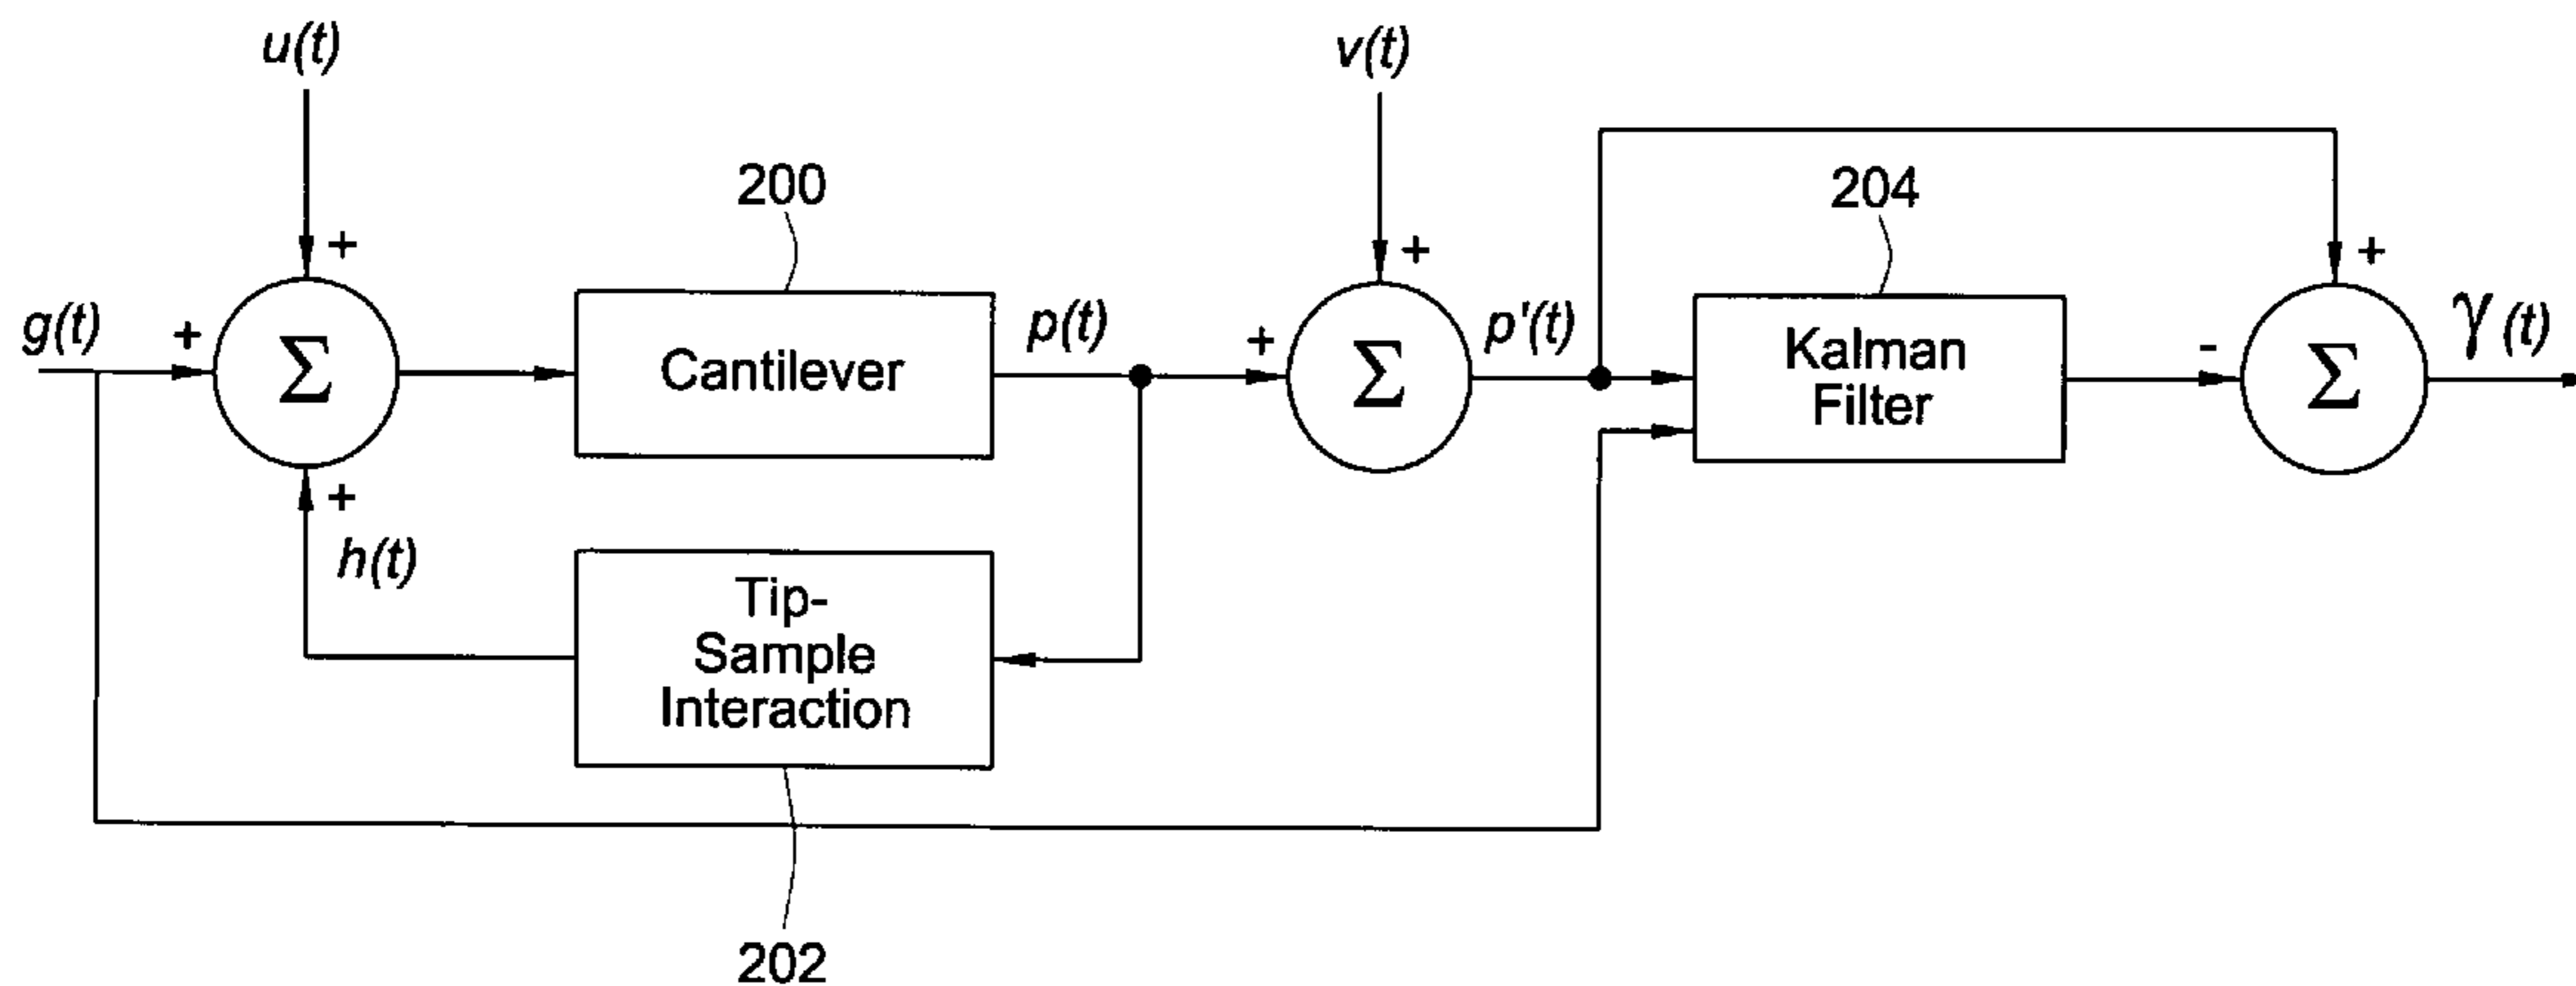 u(t)
v(t)
200
204
+
+
+
g(t)
+
Σ
Cantilever
p(t)
+
Σ
p'(t)
Kalman
Filter
-
Σ
γ(t)
+
h(t)
Tip-
Sample
Interaction
202